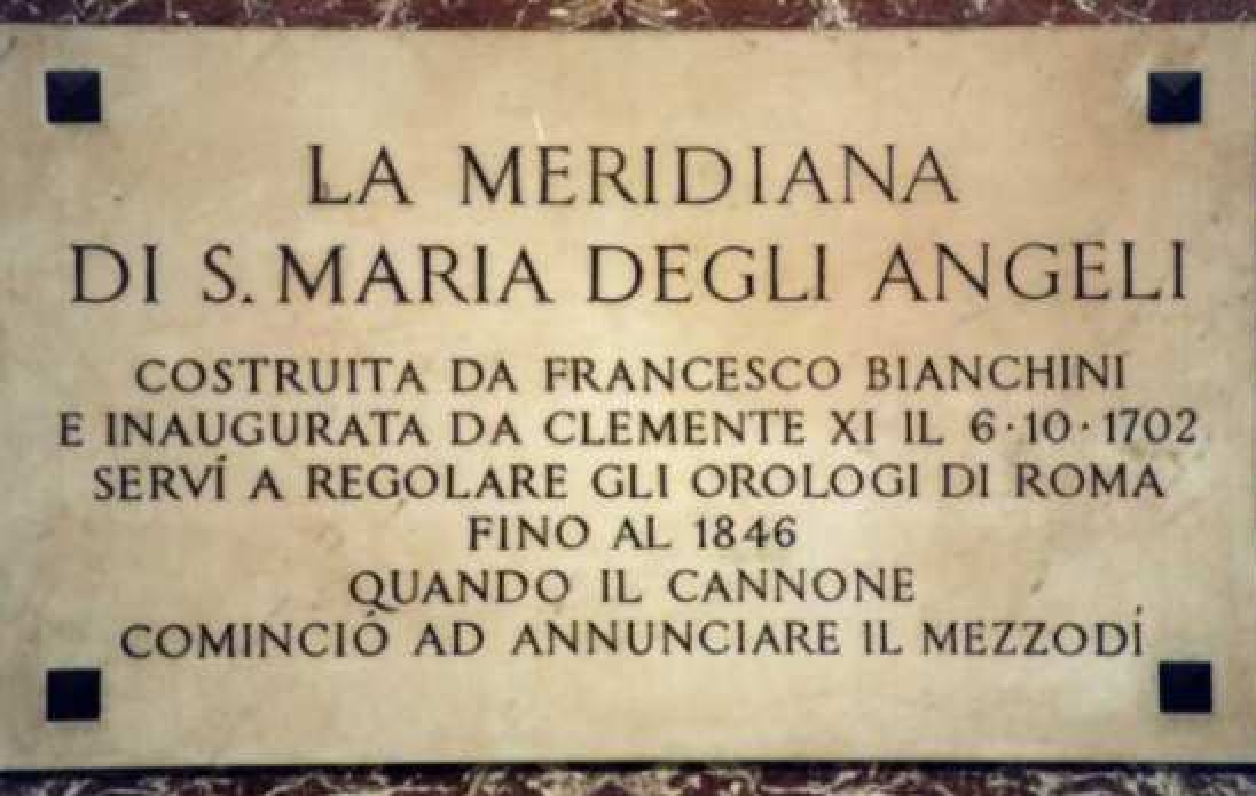 LA MERIDIANA
DI S. MARIA DEGLI ANGELI
COSTRUITA DA FRANCESCO BIANCHINI
E INAUGURATA DA CLEMENTE XI IL 6·10·1702
SERVÍ A REGOLARE GLI OROLOGI DI ROMA
FINO AL 1846
QUANDO IL CANNONE
COMINCIÓ AD ANNUNCIARE IL MEZZODÍ